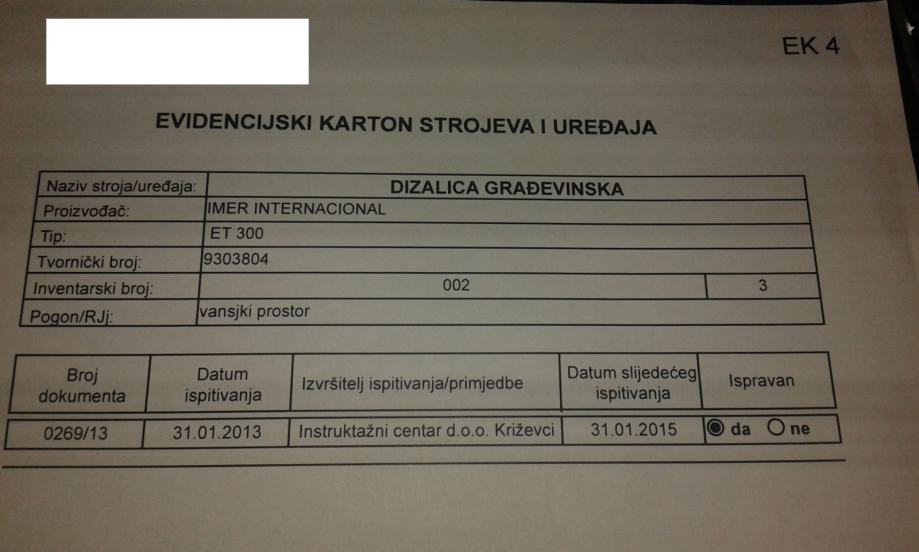 EK 4
EVIDENCIJSKI KARTON STROJEVA I UREĐAJA
Naziv stroja/uređaja: DIZALICA GRAĐEVINSKA
Proizvođač: IMER INTERNACIONAL
Tip: ET 300
Tvornički broj: 9303804
Inventarski broj: 002 3
Pogon/RJj: vansjki prostor
Broj dokumenta Datum ispitivanja Izvršitelj ispitivanja/primjedbe Datum slijedećeg ispitivanja Ispravan
0269/13 31.01.2013 Instruktažni centar d.o.o. Križevci 31.01.2015 da ne